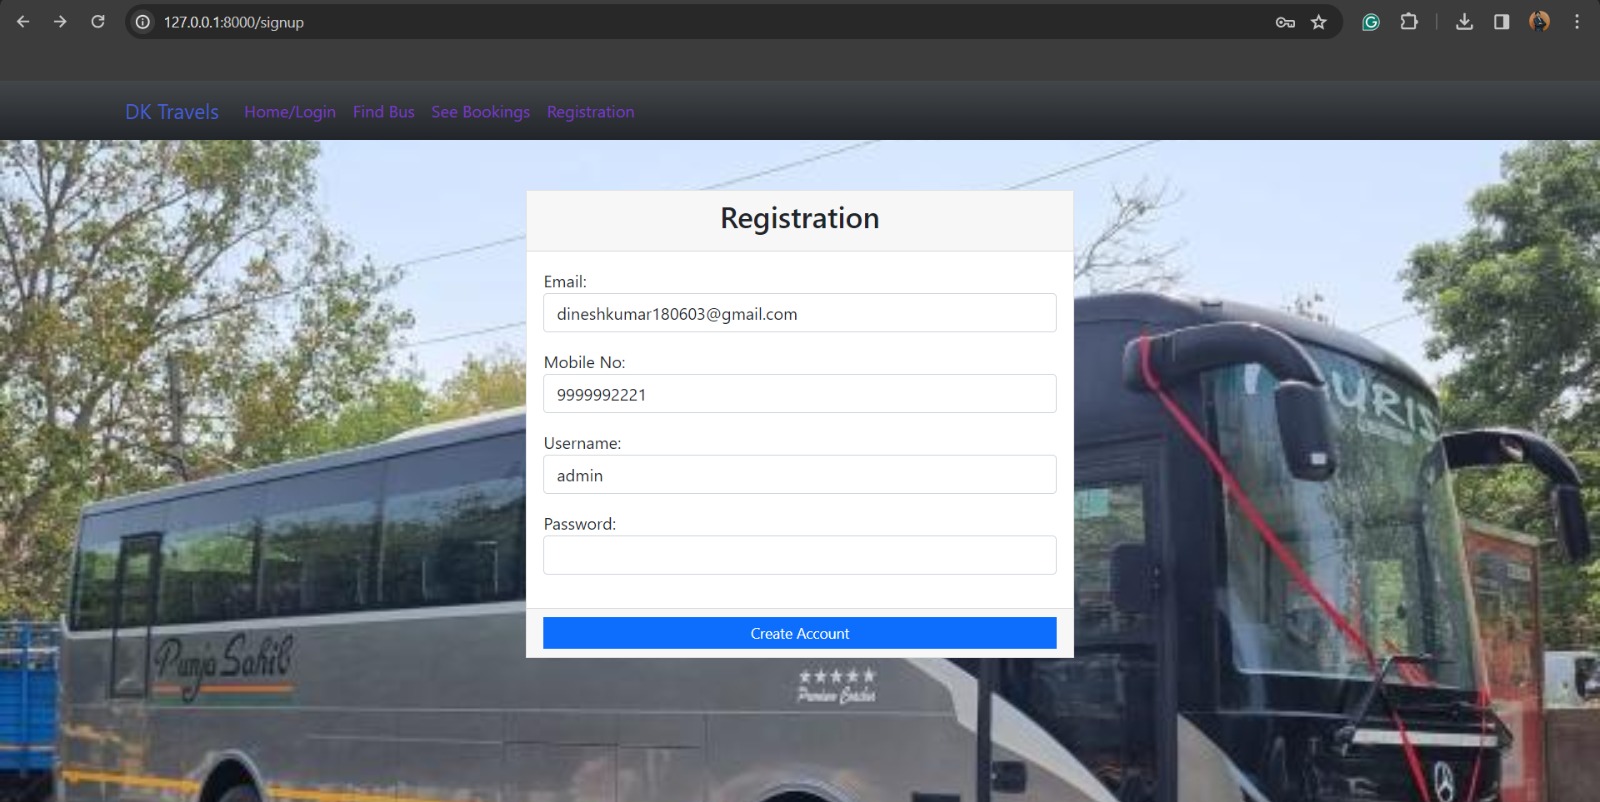 127.0.0.1:8000/signup
DK Travels Home/Login Find Bus See Bookings Registration
Registration
Email:
dineshkumar180603@gmail.com
Mobile No:
9999992221
Username:
admin
Password:
Create Account
Punja Sahib
★★★★★
Premium Coaches